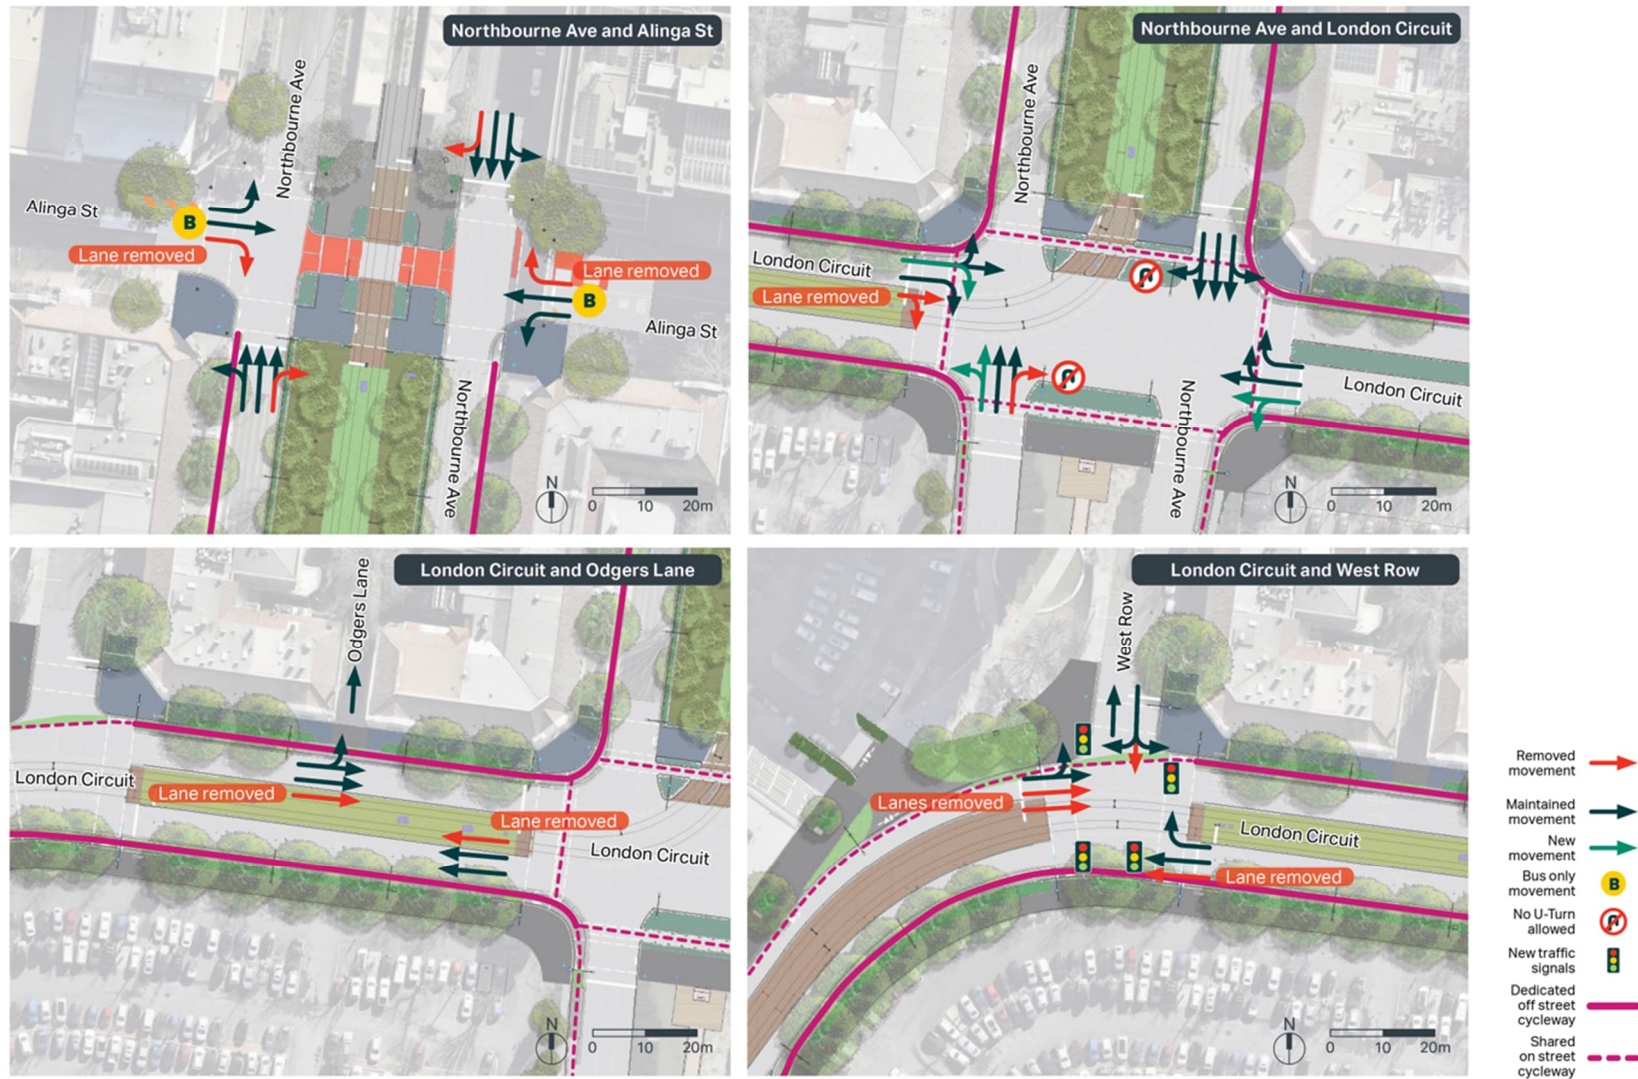 Northbourne Ave and Alinga St
Northbourne Ave
Alinga St
B
Lane removed
Lane removed
B
Alinga St
Northbourne Ave
N
0 10 20m
Northbourne Ave and London Circuit
Northbourne Ave
London Circuit
Lane removed
London Circuit
Northbourne Ave
N
0 10 20m
London Circuit and Odgers Lane
Odgers Lane
London Circuit
Lane removed
Lane removed
London Circuit
N
0 10 20m
London Circuit and West Row
West Row
Lanes removed
London Circuit
Lane removed
N
0 10 20m
Removed
movement
Maintained
movement
New
movement
Bus only
movement
B
No U-Turn
allowed
New traffic
signals
Dedicated
off street
cycleway
Shared
on street
cycleway